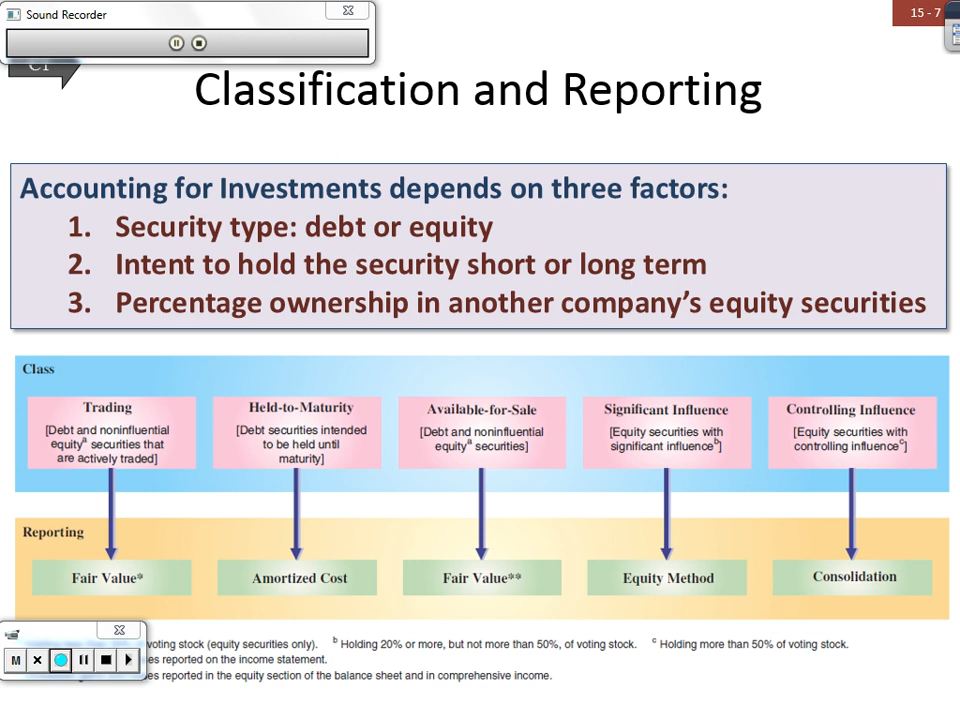 Sound Recorder
15 - 7
C1
Classification and Reporting
Accounting for Investments depends on three factors:
1. Security type: debt or equity
2. Intent to hold the security short or long term
3. Percentage ownership in another company's equity securities
Class
Trading
[Debt and noninfluential
equityᵃ securities that
are actively traded]
Held-to-Maturity
[Debt securities intended
to be held until
maturity]
Available-for-Sale
[Debt and noninfluential
equityᵃ securities]
Significant Influence
[Equity securities with
significant influenceᵇ]
Controlling Influence
[Equity securities with
controlling influenceᶜ]
Reporting
Fair Value*
Amortized Cost
Fair Value**
Equity Method
Consolidation
voting stock (equity securities only). ᵇ Holding 20% or more, but not more than 50%, of voting stock. ᶜ Holding more than 50% of voting stock.
reported on the income statement.
reported in the equity section of the balance sheet and in comprehensive income.
M